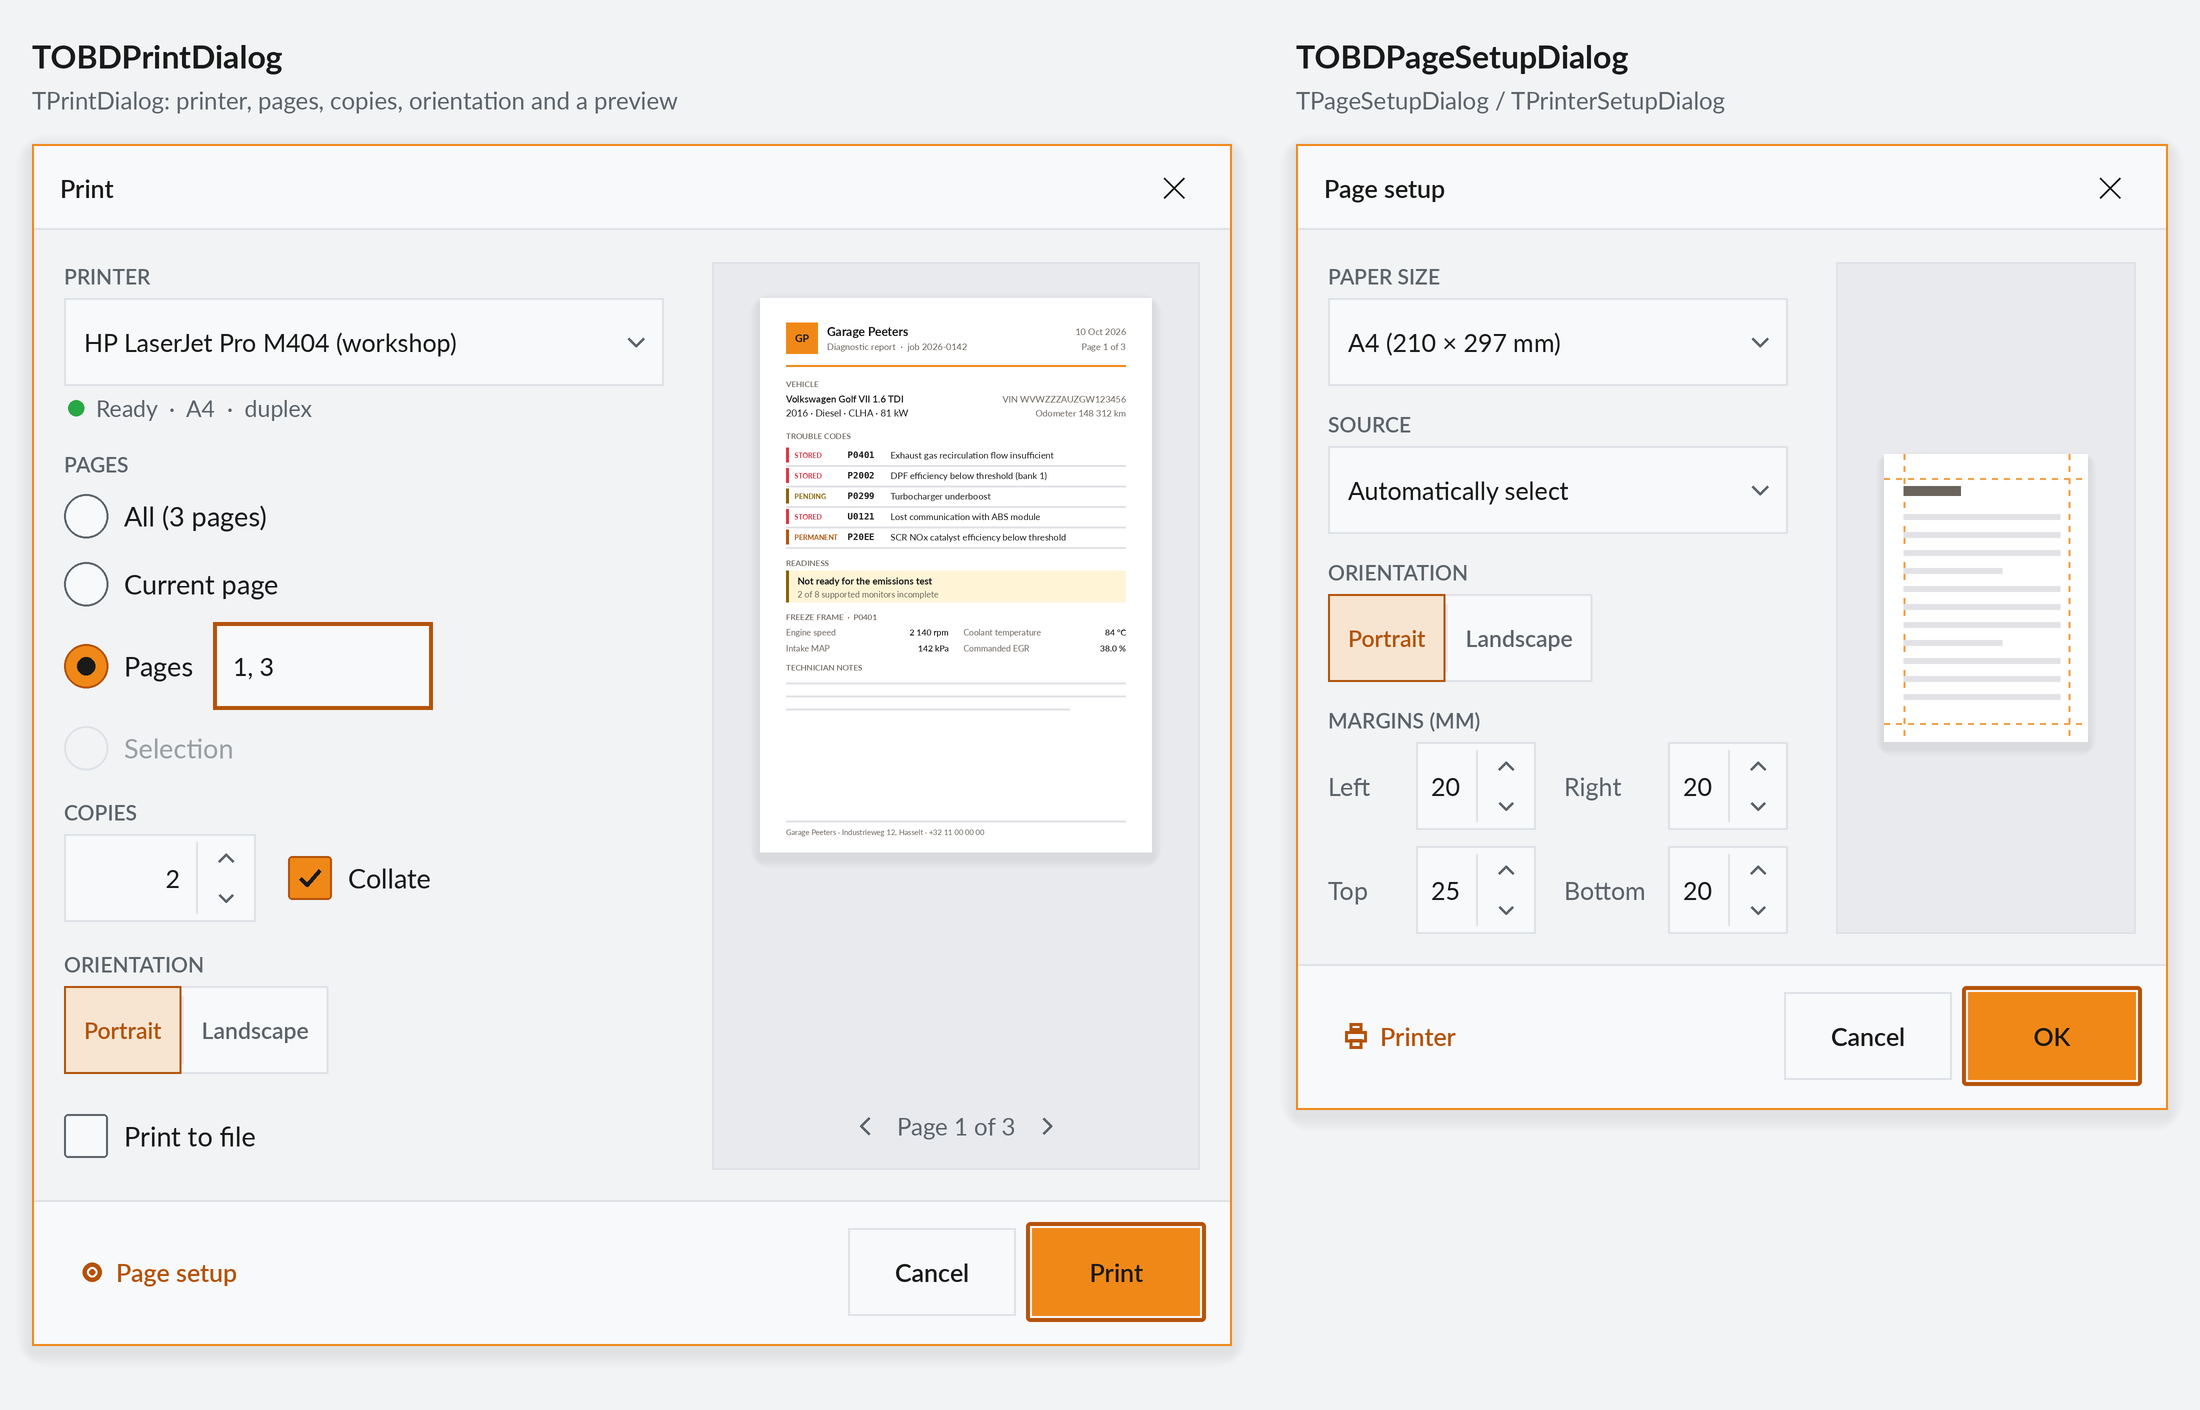 TOBDPrintDialog
TPrintDialog: printer, pages, copies, orientation and a preview
Print
PRINTER
HP LaserJet Pro M404 (workshop)
Ready · A4 · duplex
PAGES
All (3 pages)
Current page
Pages 1, 3
Selection
COPIES
2 Collate
ORIENTATION
Portrait Landscape
Print to file
GP Garage Peeters 10 Oct 2026
Diagnostic report · job 2026-0142 Page 1 of 3
VEHICLE
Volkswagen Golf VII 1.6 TDI VIN WVWZZZAUZGW123456
2016 · Diesel · CLHA · 81 kW Odometer 148 312 km
TROUBLE CODES
STORED P0401 Exhaust gas recirculation flow insufficient
STORED P2002 DPF efficiency below threshold (bank 1)
PENDING P0299 Turbocharger underboost
STORED U0121 Lost communication with ABS module
PERMANENT P20EE SCR NOx catalyst efficiency below threshold
READINESS
Not ready for the emissions test
2 of 8 supported monitors incomplete
FREEZE FRAME · P0401
Engine speed 2 140 rpm Coolant temperature 84 °C
Intake MAP 142 kPa Commanded EGR 38.0 %
TECHNICIAN NOTES
Garage Peeters · Industrieweg 12, Hasselt · +32 11 00 00 00
Page 1 of 3
Page setup Cancel Print
TOBDPageSetupDialog
TPageSetupDialog / TPrinterSetupDialog
Page setup
PAPER SIZE
A4 (210 × 297 mm)
SOURCE
Automatically select
ORIENTATION
Portrait Landscape
MARGINS (MM)
Left 20 Right 20
Top 25 Bottom 20
Printer Cancel OK